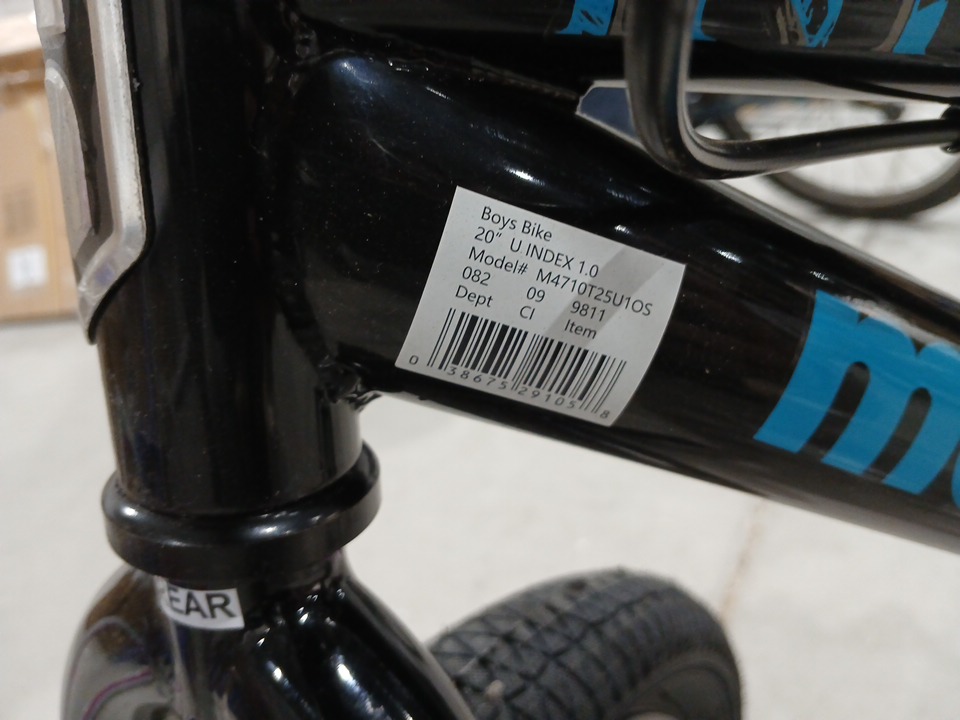 Boys Bike
20" U INDEX 1.0
Model# M4710T25U1OS
082 09 9811
Dept Cl Item
0 38675 29105 8
EAR